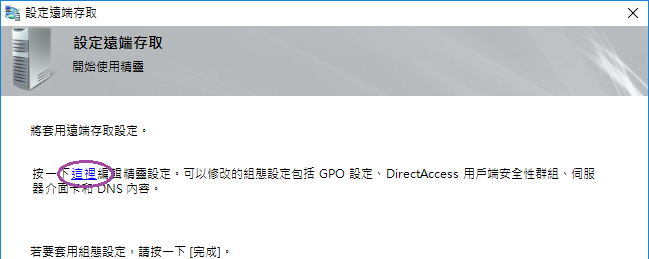 設定遠端存取
設定遠端存取
開始使用精靈
將套用遠端存取設定。
按一下這裡編輯精靈設定。可以修改的組態設定包括 GPO 設定、DirectAccess 用戶端安全性群組、伺服
器介面卡和 DNS 內容。
若要套用組態設定，請按一下 [完成]。